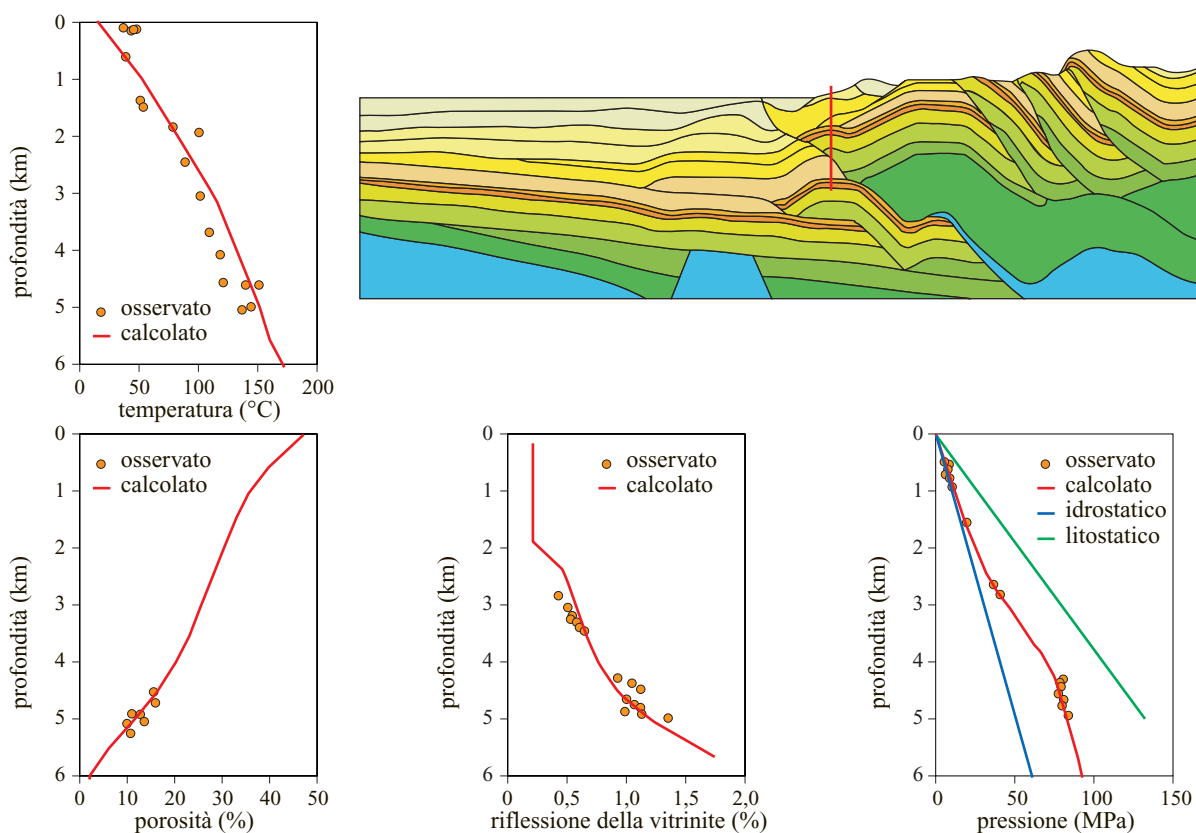 0
1
2
3
4
5
6
profondità (km)
osservato
calcolato
0 50 100 150 200
temperatura (°C)
0
1
2
3
4
5
6
profondità (km)
osservato
calcolato
0 10 20 30 40 50
porosità (%)
0
1
2
3
4
5
6
profondità (km)
osservato
calcolato
0 0,5 1,0 1,5 2,0
riflessione della vitrinite (%)
0
1
2
3
4
5
6
profondità (km)
osservato
calcolato
idrostatico
litostatico
0 50 100 150
pressione (MPa)